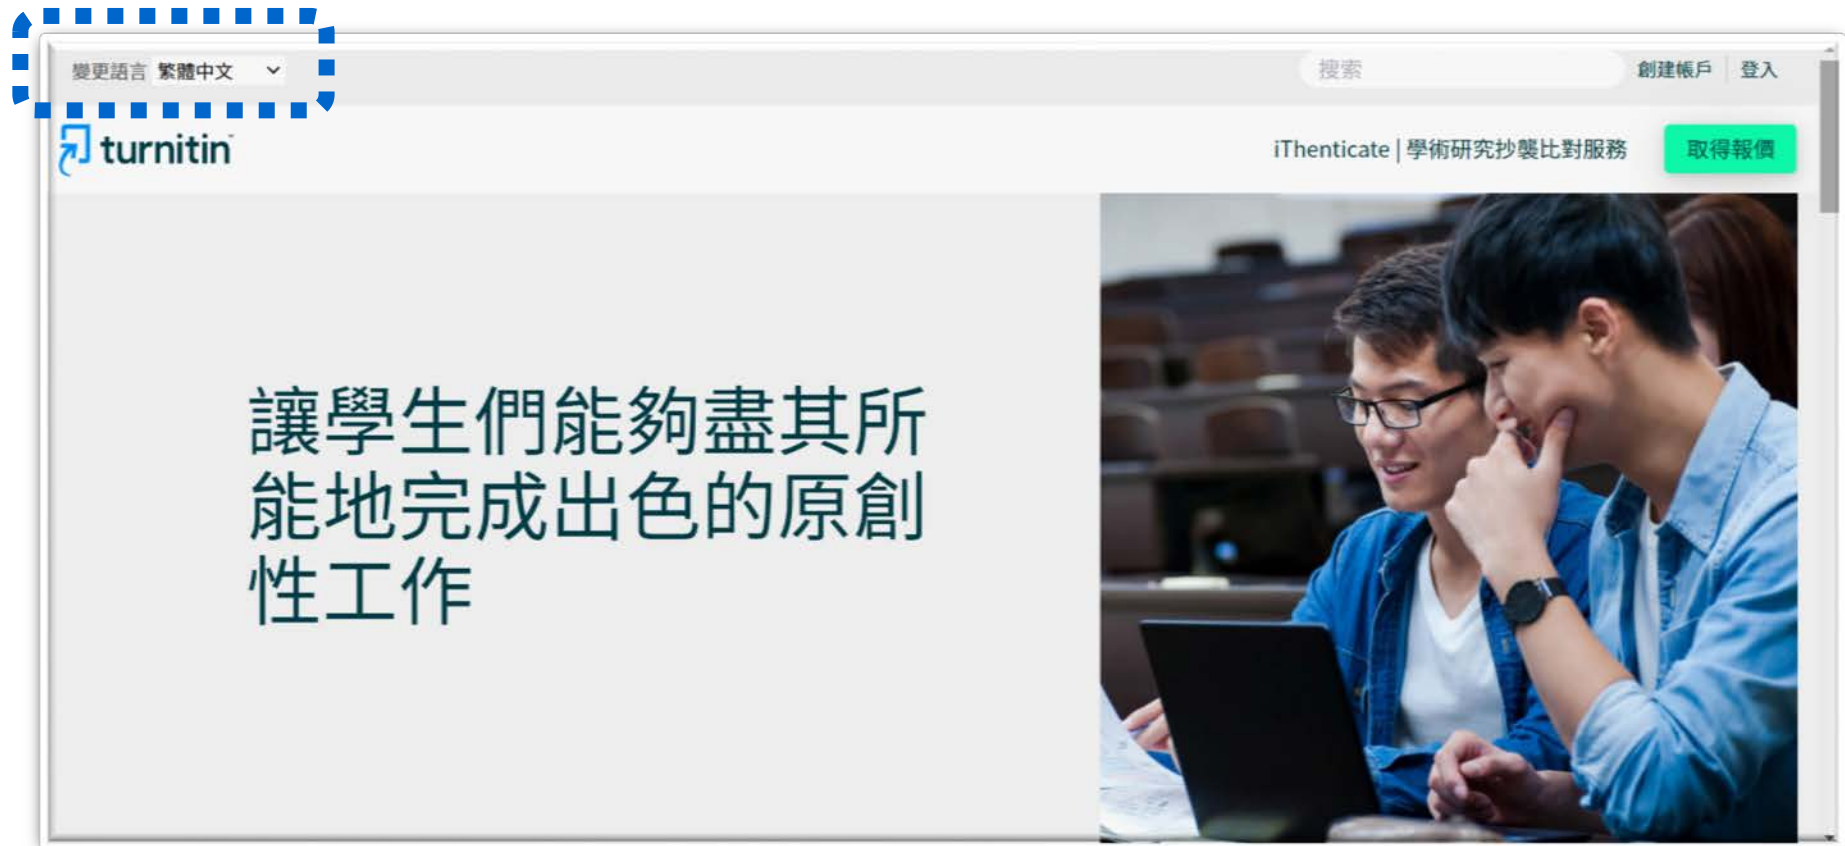 變更語言 繁體中文
搜索
創建帳戶 登入
turnitin
iThenticate | 學術研究抄襲比對服務
取得報價
讓學生們能夠盡其所
能地完成出色的原創
性工作